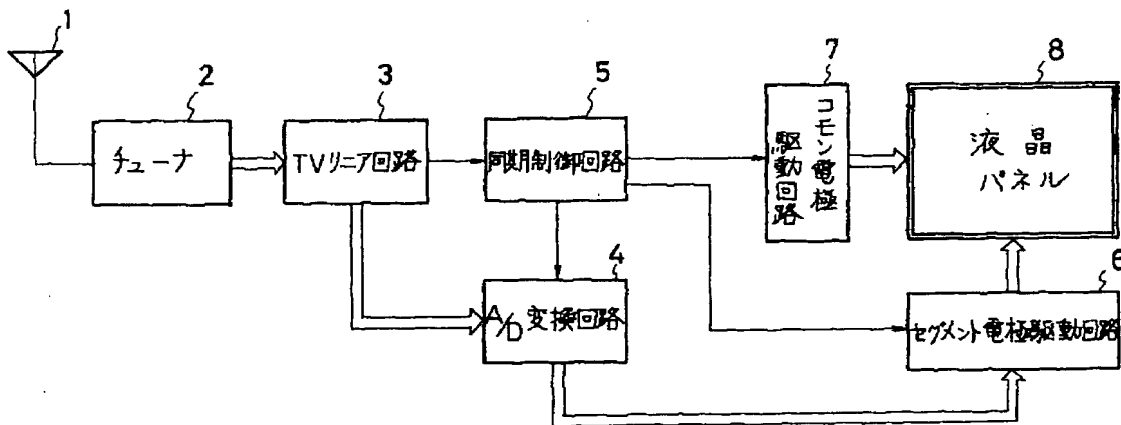 1
2
チューナ
3
TVリニア回路
5
同期制御回路
7
コモン電極
駆動回路
8
液晶
パネル
4
A/D変換回路
6
セグメント電極駆動回路